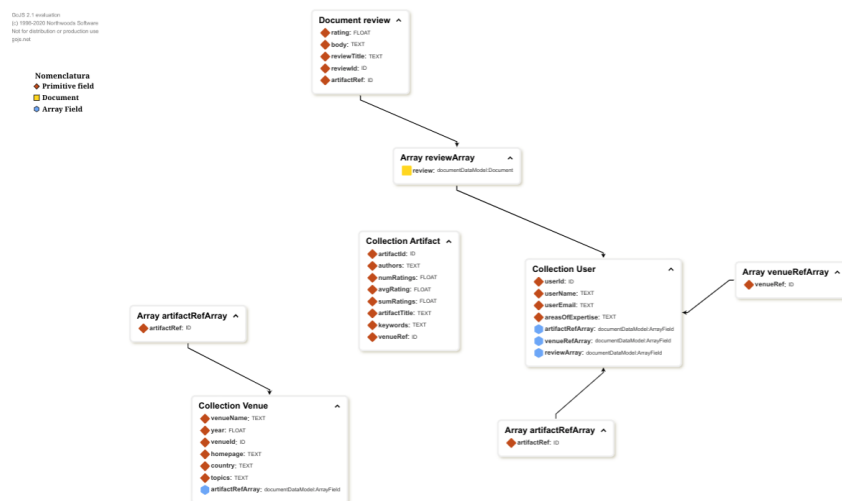 GoJS 2.1 evaluation
(c) 1998-2020 Northwoods Software
Not for distribution or production use
gojs.net
Nomenclatura
Primitive field
Document
Array Field
Document review
rating: FLOAT
body: TEXT
reviewTitle: TEXT
reviewId: ID
artifactRef: ID
Array reviewArray
review: documentDataModel:Document
Collection Artifact
artifactId: ID
authors: TEXT
numRatings: FLOAT
avgRating: FLOAT
sumRatings: FLOAT
artifactTitle: TEXT
keywords: TEXT
venueRef: ID
Collection User
userId: ID
userName: TEXT
userEmail: TEXT
areasOfExpertise: TEXT
artifactRefArray: documentDataModel:ArrayField
venueRefArray: documentDataModel:ArrayField
reviewArray: documentDataModel:ArrayField
Array venueRefArray
venueRef: ID
Array artifactRefArray
artifactRef: ID
Collection Venue
venueName: TEXT
year: FLOAT
venueId: ID
homepage: TEXT
country: TEXT
topics: TEXT
artifactRefArray: documentDataModel:ArrayField
Array artifactRefArray
artifactRef: ID